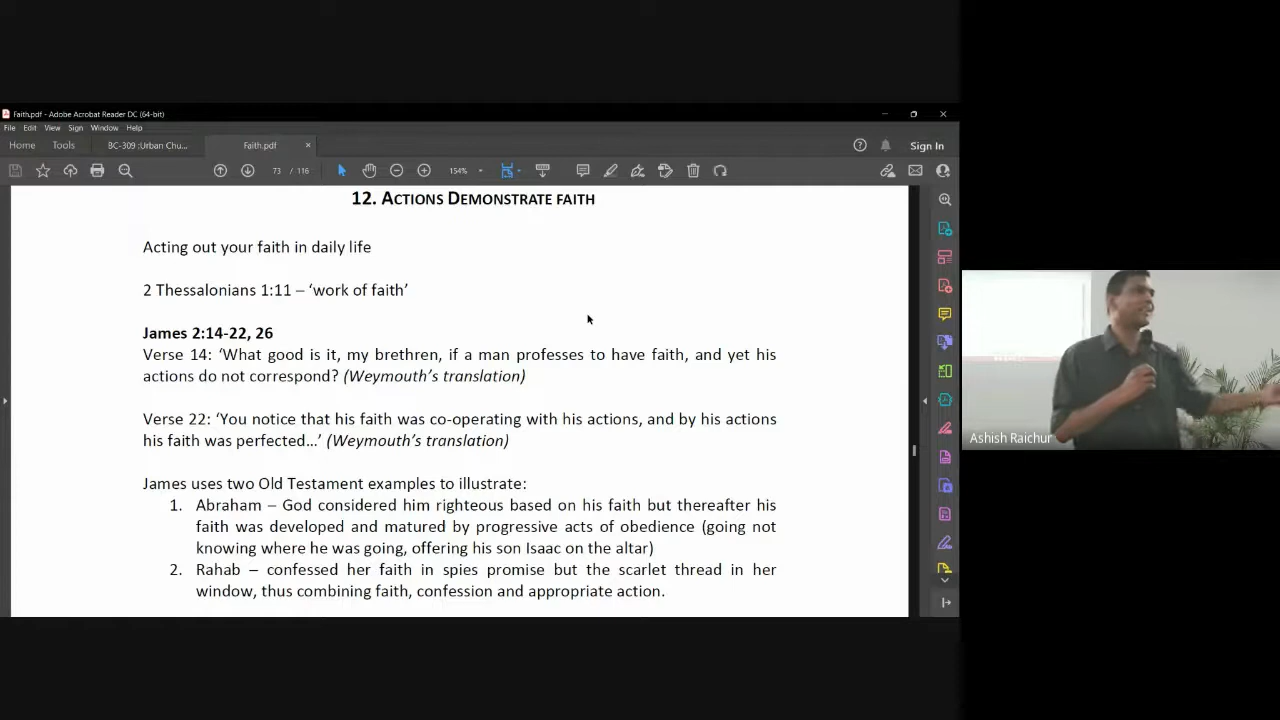 Faith.pdf - Adobe Acrobat Reader DC (64-bit)
File Edit View Sign Window Help
Home Tools BC-309 :Urban Chu... Faith.pdf × Sign In
73 / 116 154%
12. ACTIONS DEMONSTRATE FAITH
Acting out your faith in daily life
2 Thessalonians 1:11 – ‘work of faith’
James 2:14-22, 26
Verse 14: ‘What good is it, my brethren, if a man professes to have faith, and yet his
actions do not correspond? (Weymouth’s translation)
Verse 22: ‘You notice that his faith was co-operating with his actions, and by his actions
his faith was perfected…’ (Weymouth’s translation)
James uses two Old Testament examples to illustrate:
1. Abraham – God considered him righteous based on his faith but thereafter his
faith was developed and matured by progressive acts of obedience (going not
knowing where he was going, offering his son Isaac on the altar)
2. Rahab – confessed her faith in spies promise but the scarlet thread in her
window, thus combining faith, confession and appropriate action.
Ashish Raichur